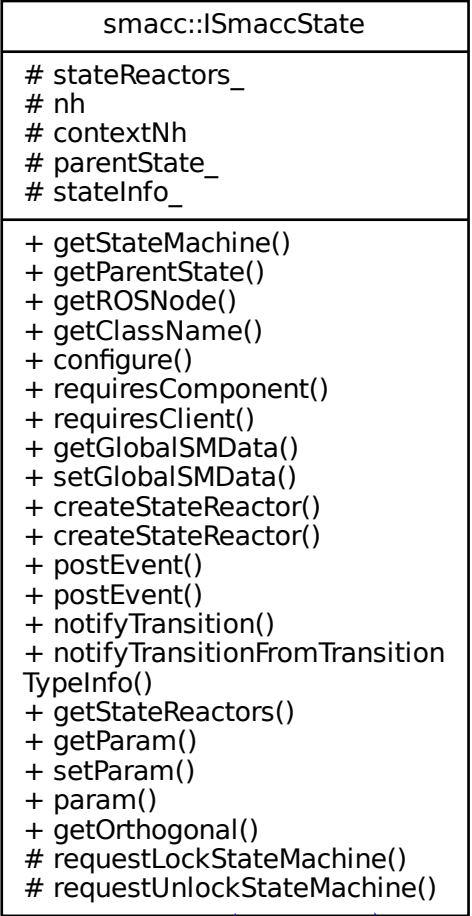 smacc::ISmaccState
# stateReactors_
# nh
# contextNh
# parentState_
# stateInfo_
+ getStateMachine()
+ getParentState()
+ getROSNode()
+ getClassName()
+ configure()
+ requiresComponent()
+ requiresClient()
+ getGlobalSMData()
+ setGlobalSMData()
+ createStateReactor()
+ createStateReactor()
+ postEvent()
+ postEvent()
+ notifyTransition()
+ notifyTransitionFromTransition
TypeInfo()
+ getStateReactors()
+ getParam()
+ setParam()
+ param()
+ getOrthogonal()
# requestLockStateMachine()
# requestUnlockStateMachine()